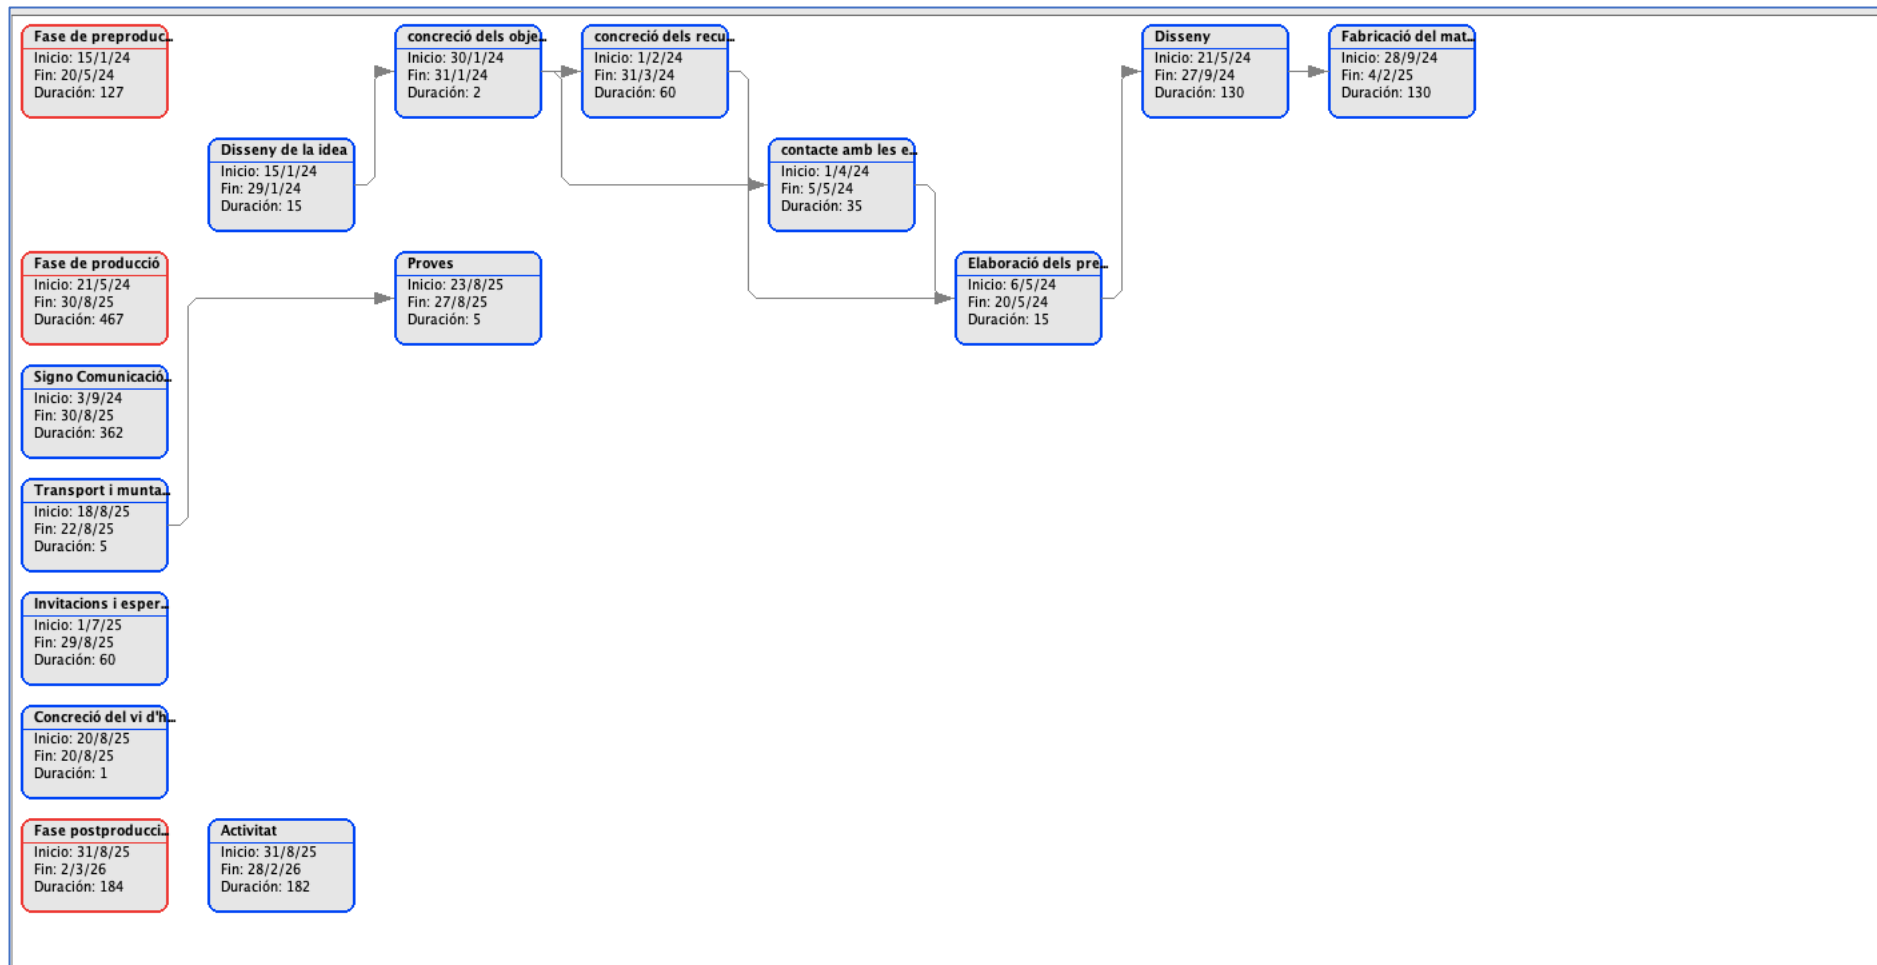 Fase de preproduc...
Inicio: 15/1/24
Fin: 20/5/24
Duración: 127
concreció dels obje...
Inicio: 30/1/24
Fin: 31/1/24
Duración: 2
concreció dels recu...
Inicio: 1/2/24
Fin: 31/3/24
Duración: 60
Disseny
Inicio: 21/5/24
Fin: 27/9/24
Duración: 130
Fabricació del mat...
Inicio: 28/9/24
Fin: 4/2/25
Duración: 130
Disseny de la idea
Inicio: 15/1/24
Fin: 29/1/24
Duración: 15
contacte amb les e...
Inicio: 1/4/24
Fin: 5/5/24
Duración: 35
Fase de producció
Inicio: 21/5/24
Fin: 30/8/25
Duración: 467
Proves
Inicio: 23/8/25
Fin: 27/8/25
Duración: 5
Elaboració dels pre...
Inicio: 6/5/24
Fin: 20/5/24
Duración: 15
Signo Comunicació...
Inicio: 3/9/24
Fin: 30/8/25
Duración: 362
Transport i munta...
Inicio: 18/8/25
Fin: 22/8/25
Duración: 5
Invitacions i esper...
Inicio: 1/7/25
Fin: 29/8/25
Duración: 60
Concreció del vi d'h...
Inicio: 20/8/25
Fin: 20/8/25
Duración: 1
Fase postproducci...
Inicio: 31/8/25
Fin: 2/3/26
Duración: 184
Activitat
Inicio: 31/8/25
Fin: 28/2/26
Duración: 182